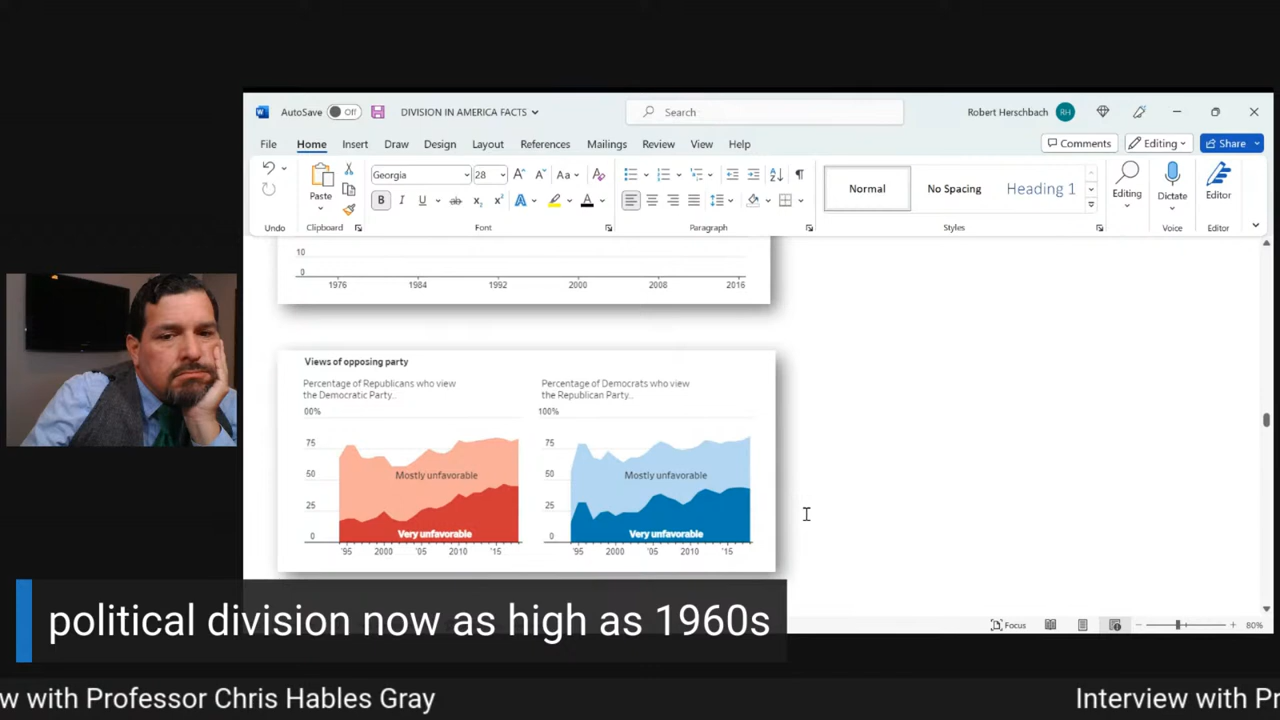 AutoSave Off DIVISION IN AMERICA FACTS Search Robert Herschbach RH
File Home Insert Draw Design Layout References Mailings Review View Help Comments Editing Share
Georgia 28 Aa
Normal No Spacing Heading 1
Paste Editing Dictate Editor
B I U ab x₂ x² A A
Undo Clipboard Font Paragraph Styles Voice Editor
10
0
1976 1984 1992 2000 2008 2016
Views of opposing party
Percentage of Republicans who view
the Democratic Party..
00%
75
50
25
0
Mostly unfavorable
Very unfavorable
'95 2000 '05 2010 '15
Percentage of Democrats who view
the Republican Party..
100%
75
50
25
0
Mostly unfavorable
Very unfavorable
'95 2000 '05 2010 '15
political division now as high as 1960s
Focus 80%
w with Professor Chris Hables Gray Interview with Pr